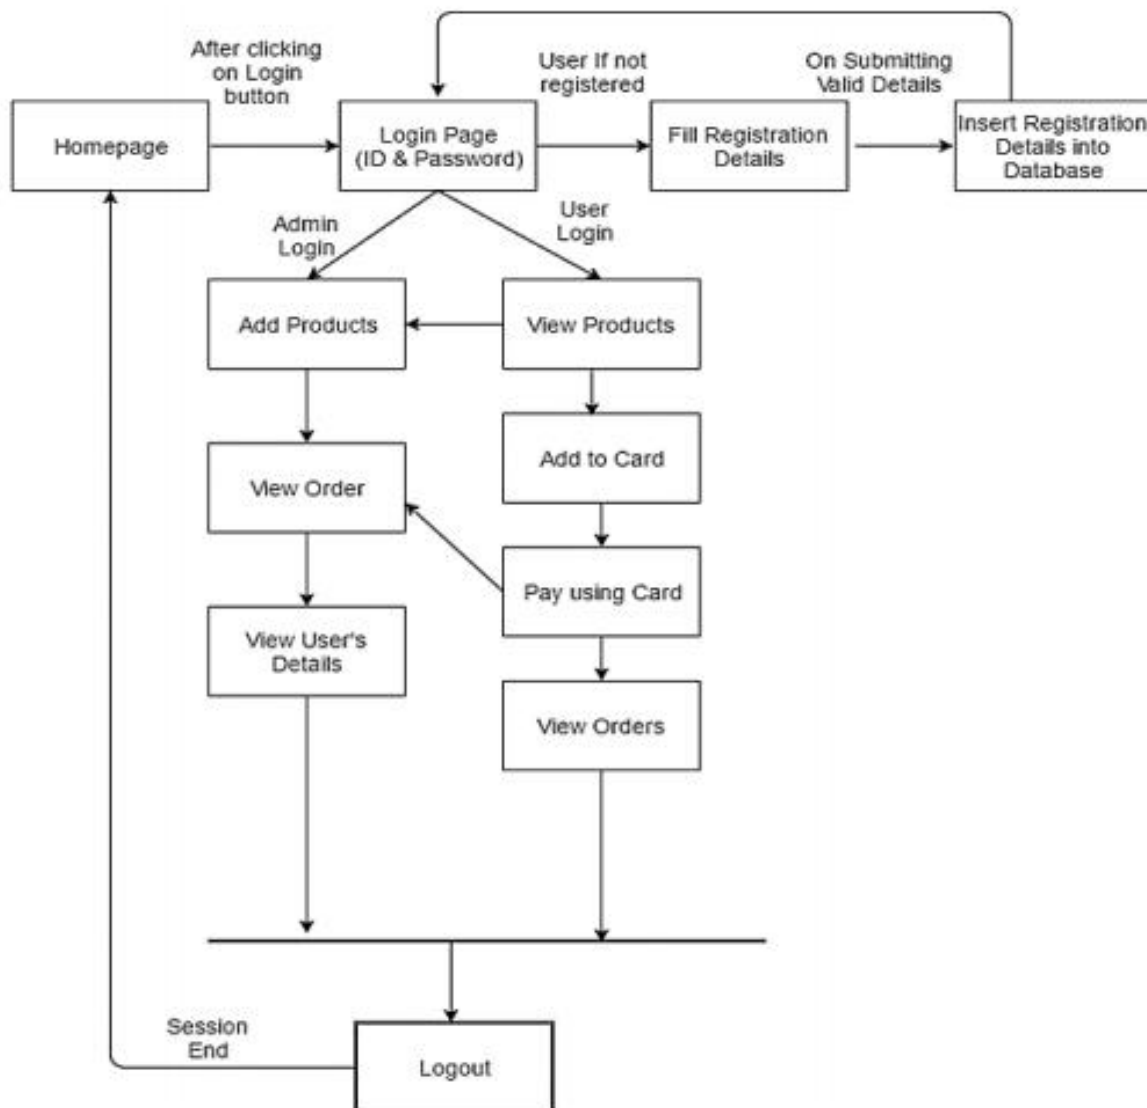 After clicking
on Login
button
User If not
registered
On Submitting
Valid Details
Homepage
Login Page
(ID & Password)
Fill Registration
Details
Insert Registration
Details into
Database
Admin
Login
User
Login
Add Products
View Products
View Order
Add to Card
Pay using Card
View User's
Details
View Orders
Session
End
Logout